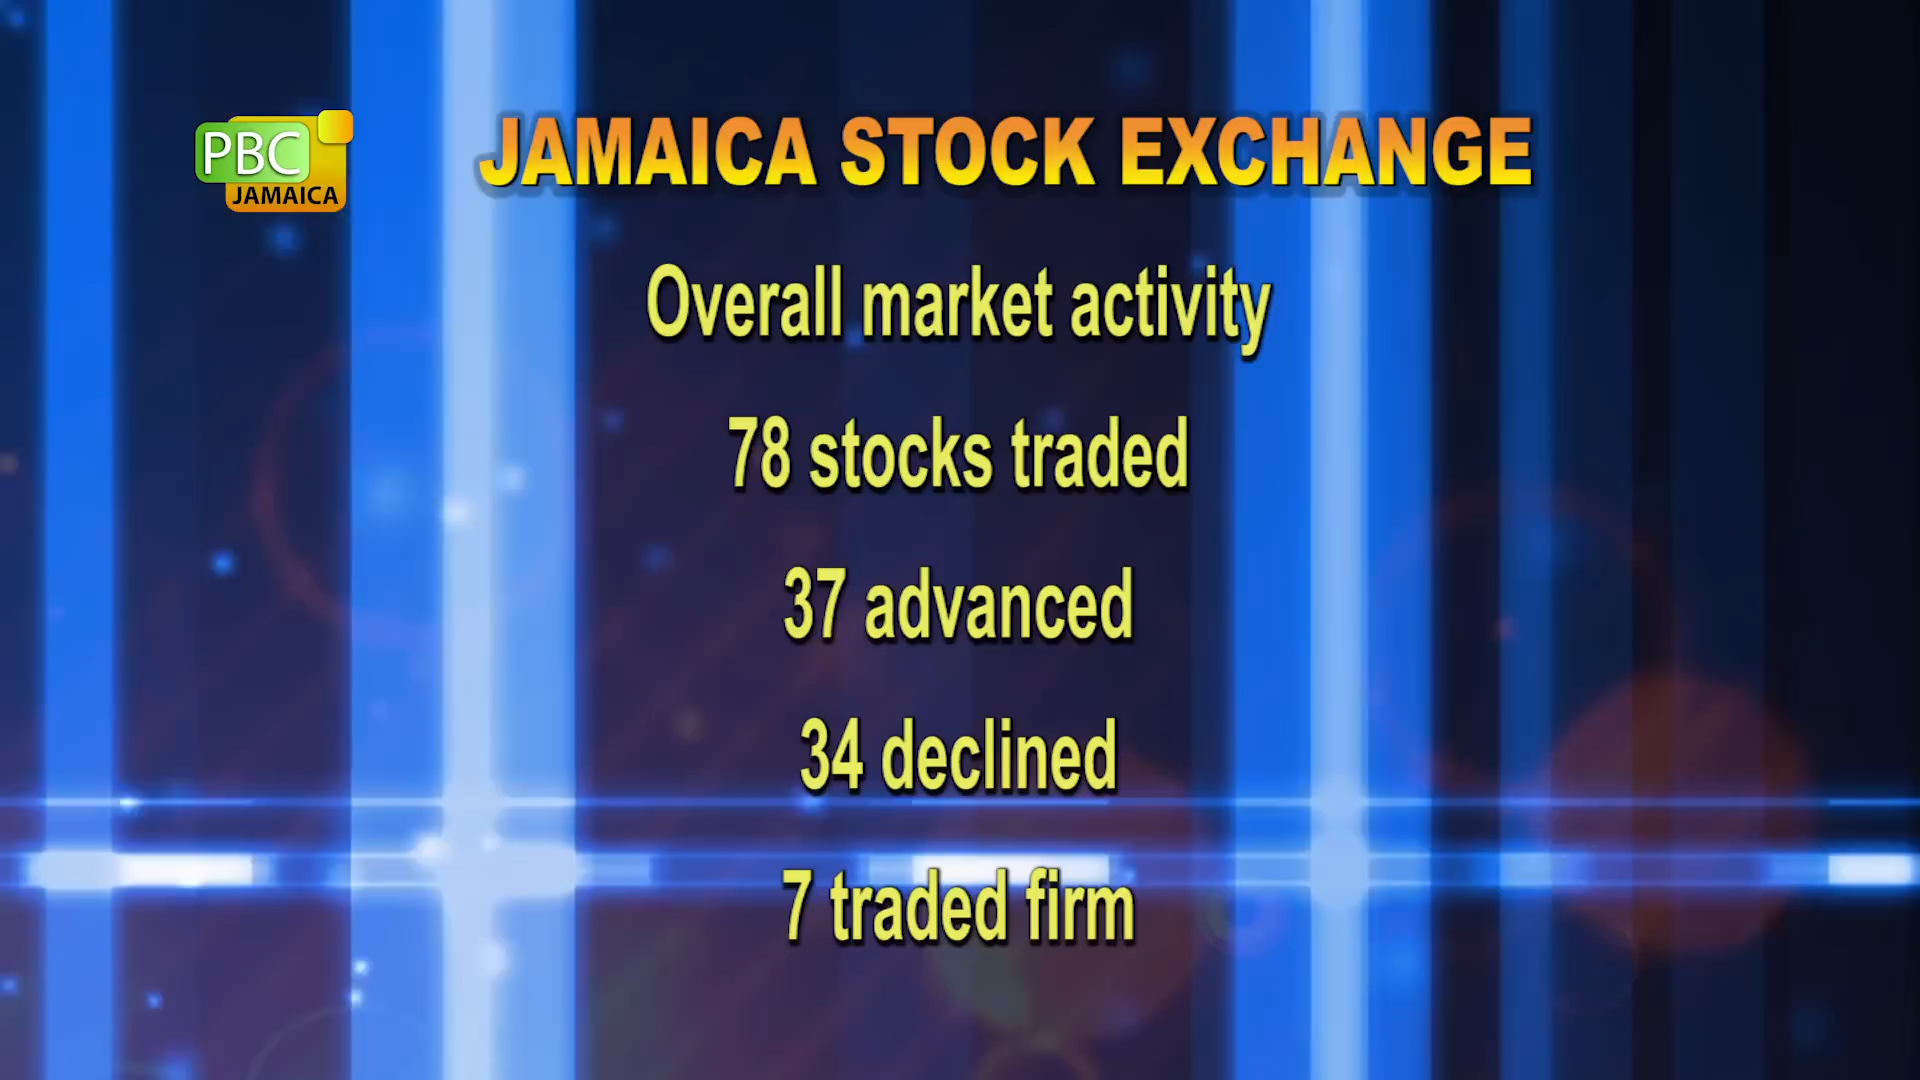 PBC
JAMAICA
JAMAICA STOCK EXCHANGE
Overall market activity
78 stocks traded
37 advanced
34 declined
7 traded firm